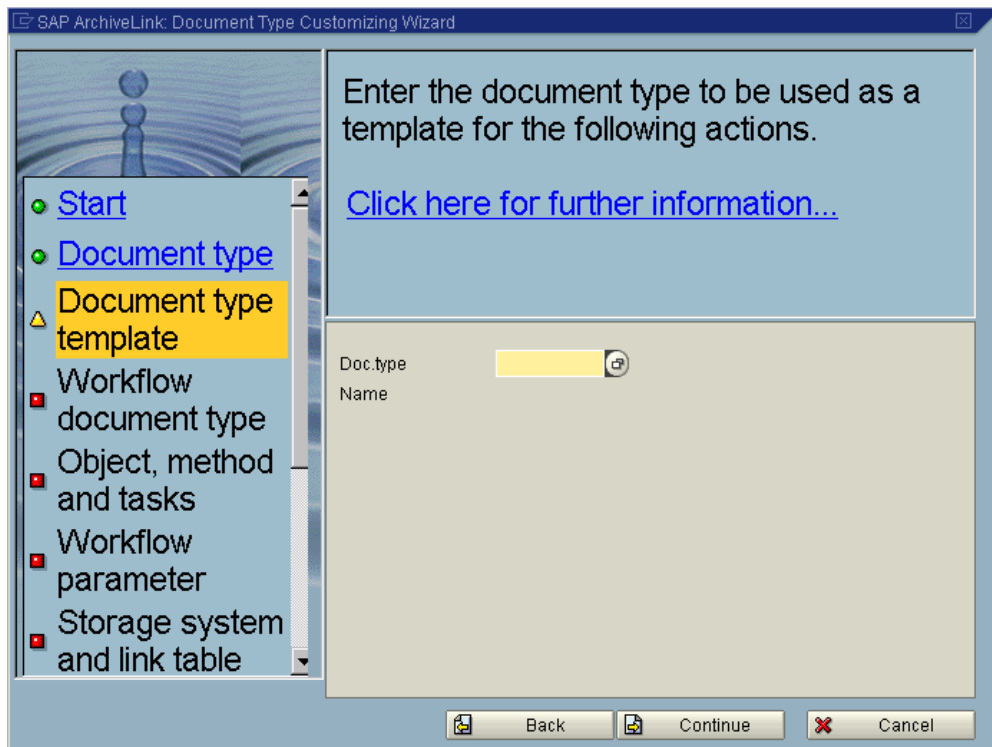 SAP ArchiveLink: Document Type Customizing Wizard
Enter the document type to be used as a
template for the following actions.
Click here for further information...
Start
Document type
Document type
template
Workflow
document type
Object, method
and tasks
Workflow
parameter
Storage system
and link table
Doc.type
Name
Back
Continue
Cancel